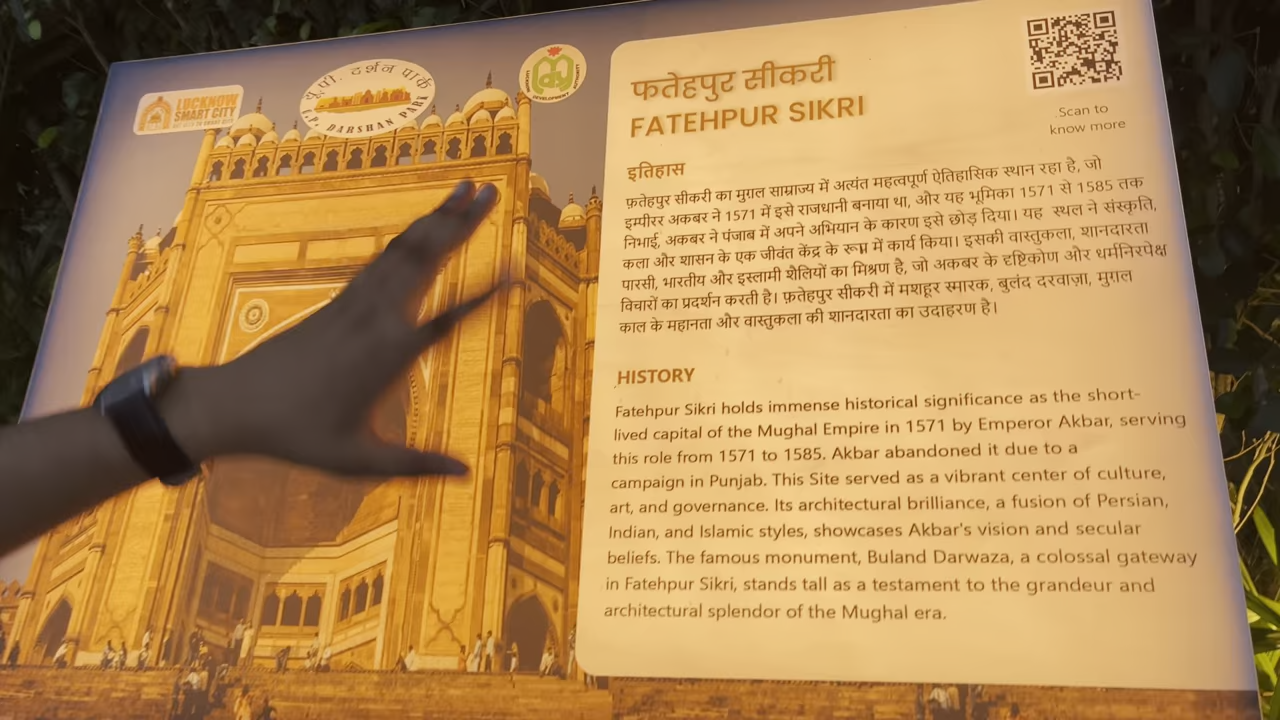 LUCKNOW
SMART CITY
यू.पी. दर्शन पार्क
U.P. DARSHAN PARK
LUCKNOW DEVELOPMENT AUTHORITY
फतेहपुर सीकरी
FATEHPUR SIKRI
Scan to
know more
इतिहास
फ़तेहपुर सीकरी का मुग़ल साम्राज्य में अत्यंत महत्वपूर्ण ऐतिहासिक स्थान रहा है, जो
इम्पीरर अकबर ने 1571 में इसे राजधानी बनाया था, और यह भूमिका 1571 से 1585 तक
निभाई, अकबर ने पंजाब में अपने अभियान के कारण इसे छोड़ दिया। यह स्थल ने संस्कृति,
कला और शासन के एक जीवंत केंद्र के रूप में कार्य किया। इसकी वास्तुकला, शानदारता
पारसी, भारतीय और इस्लामी शैलियों का मिश्रण है, जो अकबर के दृष्टिकोण और धर्मनिरपेक्ष
विचारों का प्रदर्शन करती है। फ़तेहपुर सीकरी में मशहूर स्मारक, बुलंद दरवाज़ा, मुग़ल
काल के महानता और वास्तुकला की शानदारता का उदाहरण है।
HISTORY
Fatehpur Sikri holds immense historical significance as the short-
lived capital of the Mughal Empire in 1571 by Emperor Akbar, serving
this role from 1571 to 1585. Akbar abandoned it due to a
campaign in Punjab. This Site served as a vibrant center of culture,
art, and governance. Its architectural brilliance, a fusion of Persian,
Indian, and Islamic styles, showcases Akbar's vision and secular
beliefs. The famous monument, Buland Darwaza, a colossal gateway
in Fatehpur Sikri, stands tall as a testament to the grandeur and
architectural splendor of the Mughal era.